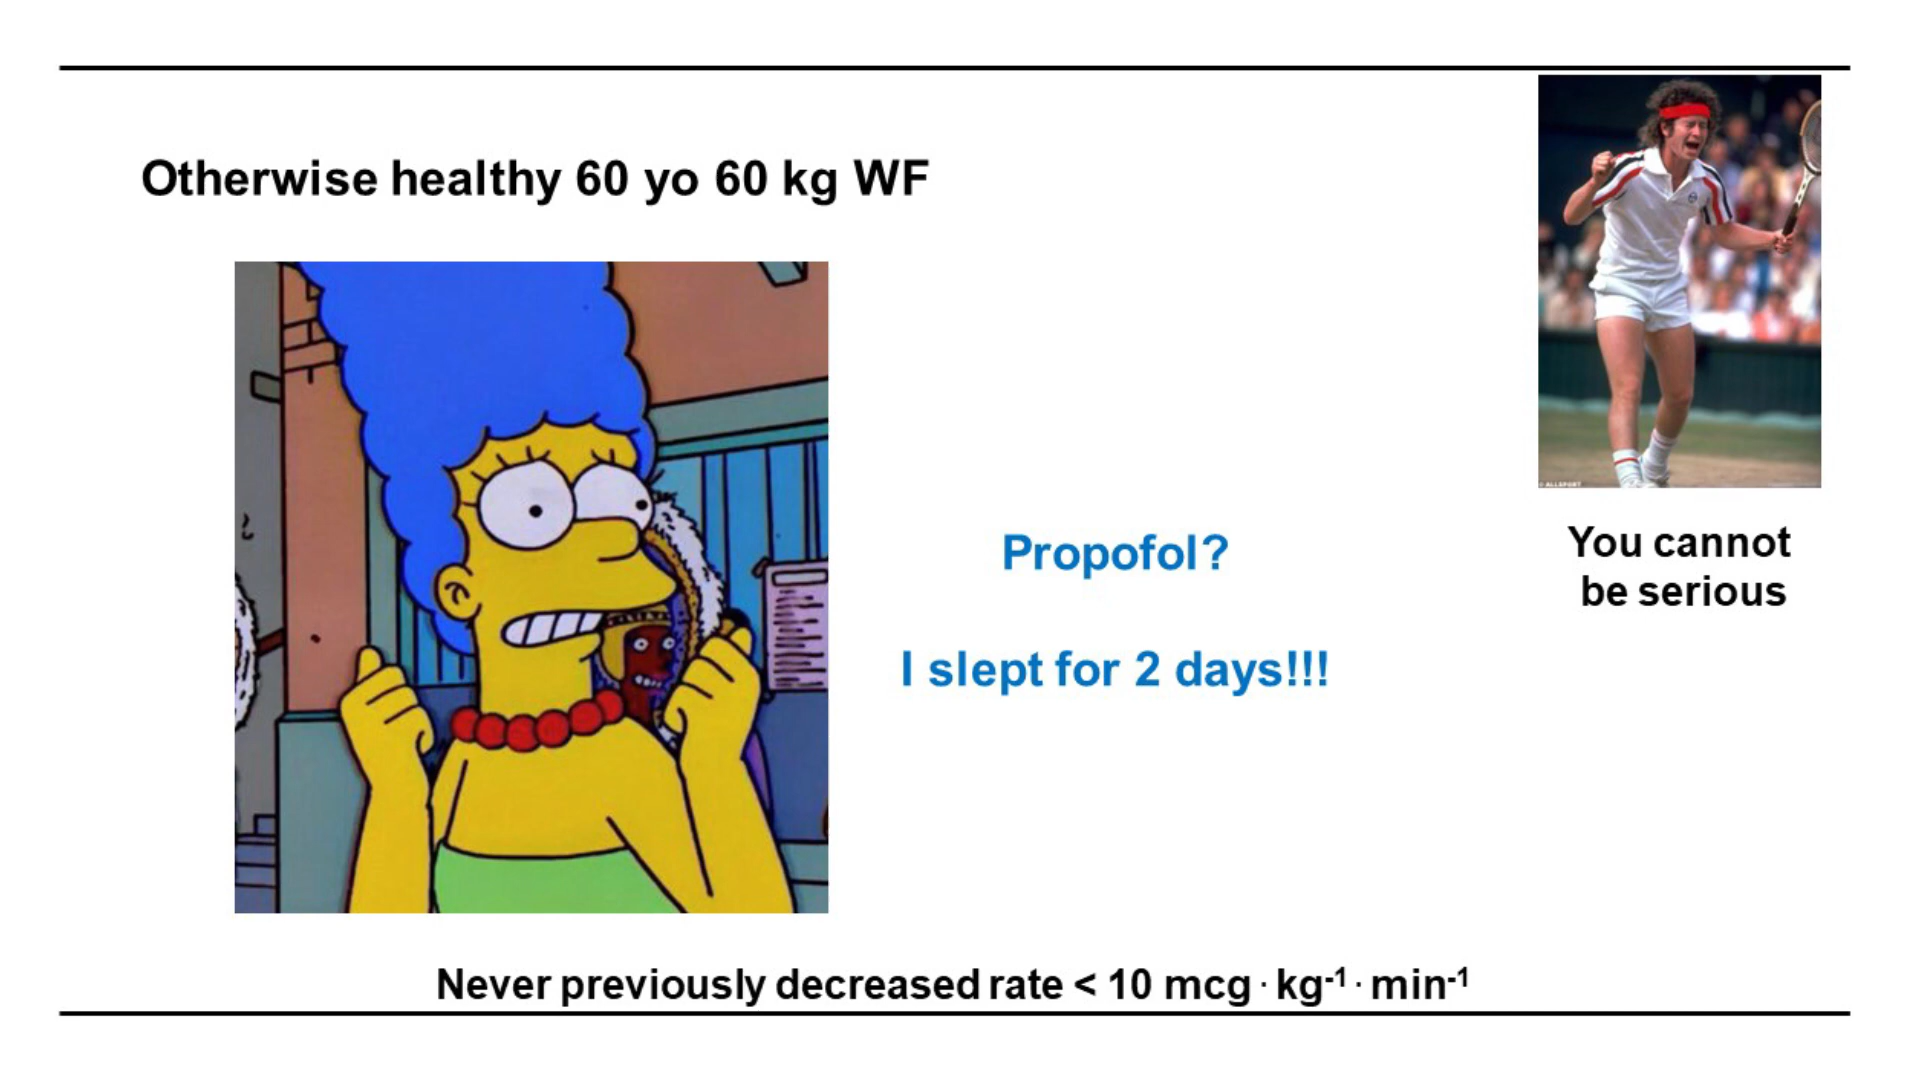 Otherwise healthy 60 yo 60 kg WF
© ALLSPORT
Propofol?
You cannot
be serious
I slept for 2 days!!!
Never previously decreased rate < 10 mcg · kg⁻¹ · min⁻¹